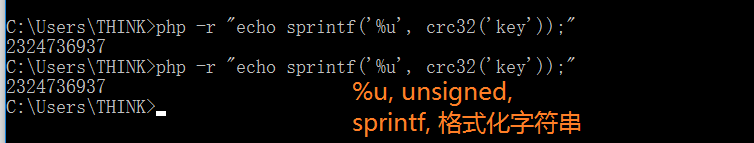 C:\Users\THINK>php -r "echo sprintf('%u', crc32('key'));"
2324736937
C:\Users\THINK>php -r "echo sprintf('%u', crc32('key'));"
2324736937
C:\Users\THINK>
%u, unsigned,
sprintf, 格式化字符串